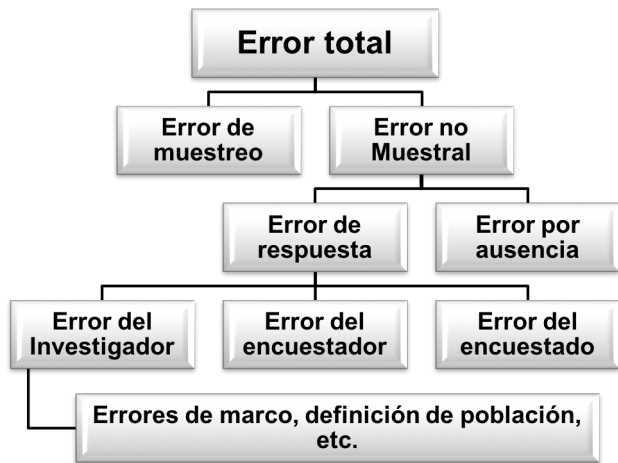 Error total
Error de
muestreo
Error no
Muestral
Error de
respuesta
Error por
ausencia
Error del
Investigador
Error del
encuestador
Error del
encuestado
Errores de marco, definición de población,
etc.